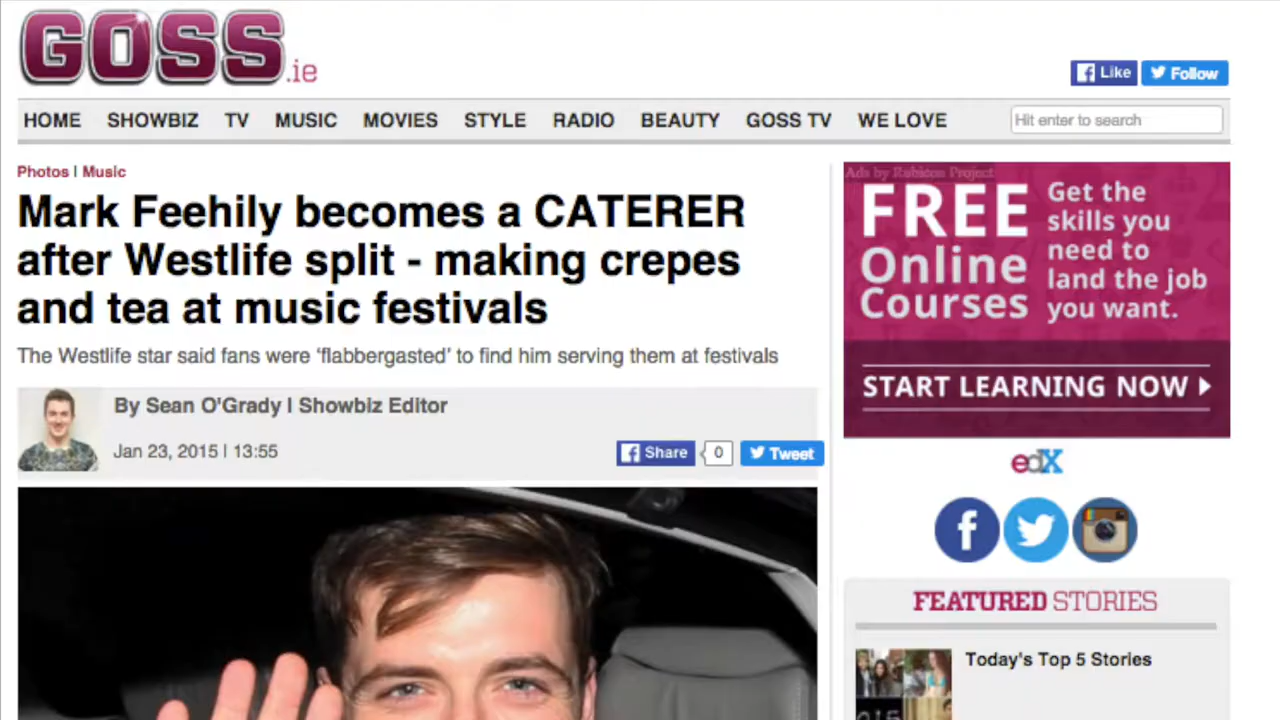 GOSS.ie
Like
Follow
HOME SHOWBIZ TV MUSIC MOVIES STYLE RADIO BEAUTY GOSS TV WE LOVE
Hit enter to search
Photos | Music
Mark Feehily becomes a CATERER
after Westlife split - making crepes
and tea at music festivals
The Westlife star said fans were ‘flabbergasted’ to find him serving them at festivals
By Sean O'Grady | Showbiz Editor
Jan 23, 2015 | 13:55
Share
0
Tweet
Ads by Rubicon Project
FREE
Online
Courses
Get the
skills you
need to
land the job
you want.
START LEARNING NOW
edX
FEATURED STORIES
Today's Top 5 Stories